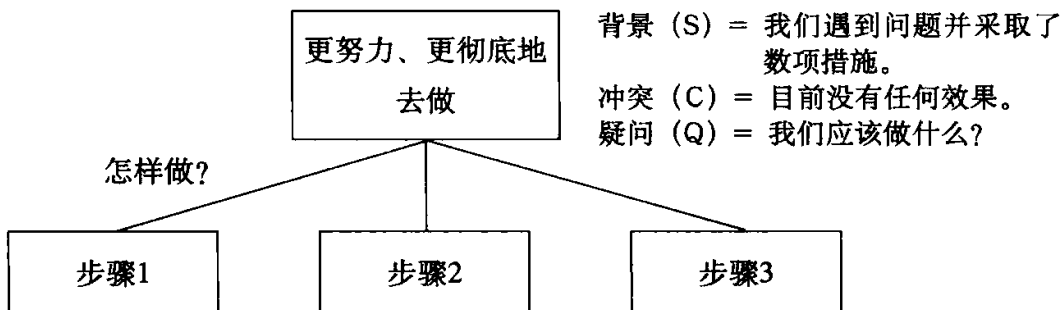 更努力、更彻底地
去做
背景（S）= 我们遇到问题并采取了
数项措施。
冲突（C）= 目前没有任何效果。
疑问（Q）= 我们应该做什么?
怎样做?
步骤1
步骤2
步骤3